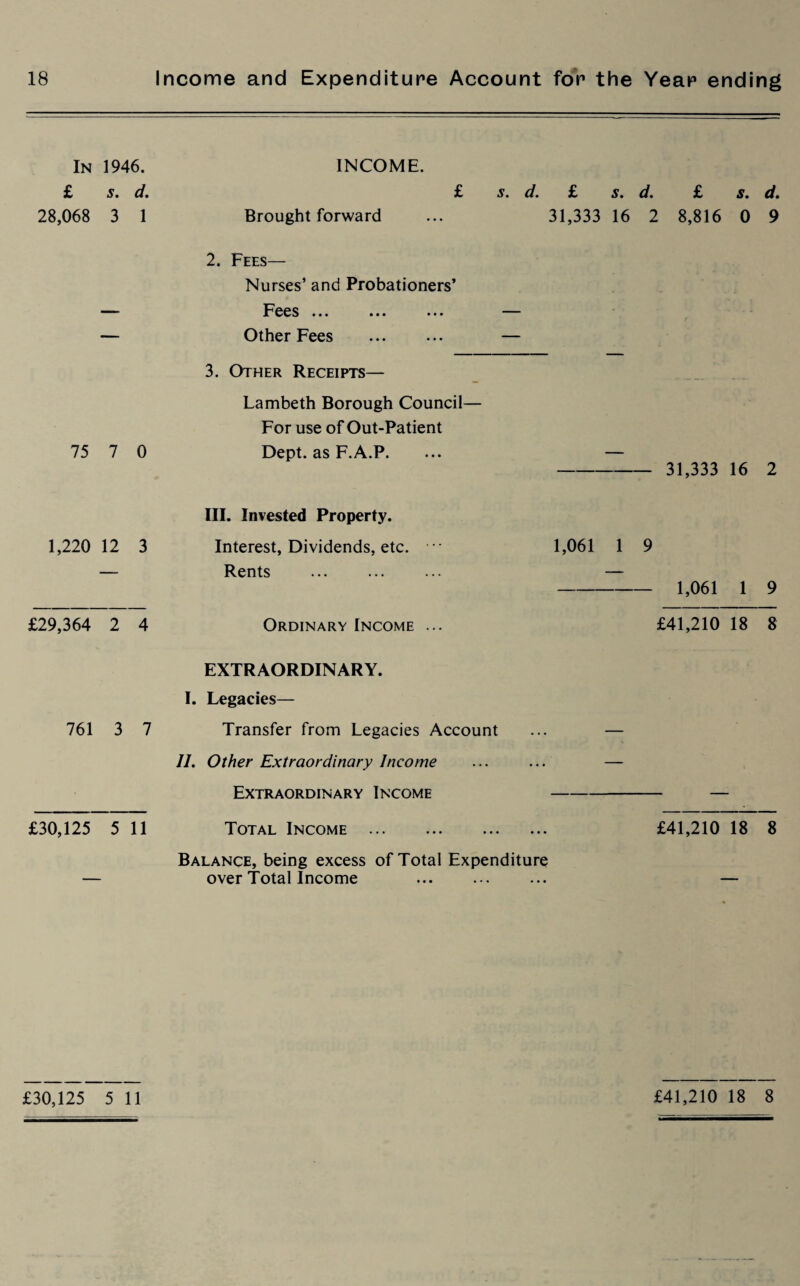 18 Income and Expenditure Account for the Year ending
In 1946. INCOME.
£ s. d. £ s. d. £ s. d. £ s. d.
28,068 3 1 Brought forward ... 31,333 16 2 8,816 0 9
2. Fees—
Nurses' and Probationers'
— Fees ... ... ... —
— Other Fees ... ... — —
3. Other Receipts—
Lambeth Borough Council—
For use of Out-Patient
75 7 0 Dept. as F.A.P. ... —
31,333 16 2
III. Invested Property.
1,220 12 3 Interest, Dividends, etc. ... 1,061 1 9
— Rents ... ... ... —
1,061 1 9
£29,364 2 4 Ordinary Income ... £41,210 18 8
EXTRAORDINARY.
I. Legacies—
761 3 7 Transfer from Legacies Account ... —
II. Other Extraordinary Income ... ... —
Extraordinary Income —
£30,125 5 11 Total Income ... ... ... ... £41,210 18 8
Balance, being excess of Total Expenditure
— over Total Income ... ... ... —
£30,125 5 11 £41,210 18 8